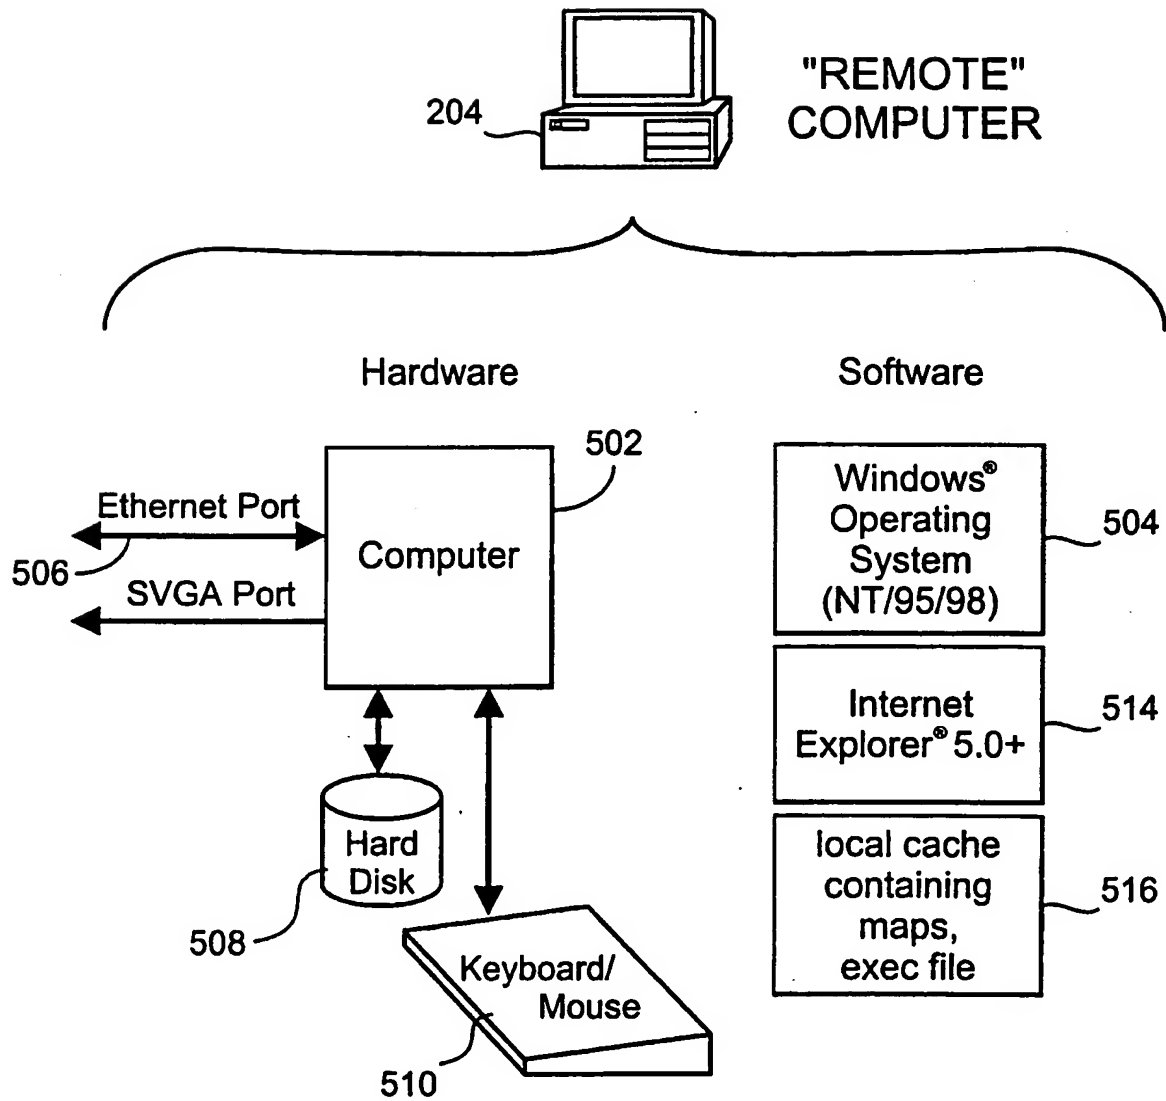 "REMOTE"
COMPUTER
204
Hardware
Software
502
Computer
Ethernet Port
506
SVGA Port
Hard
Disk
508
Keyboard/
Mouse
510
Windows®
Operating
System
(NT/95/98)
504
Internet
Explorer® 5.0+
514
local cache
containing
maps,
exec file
516